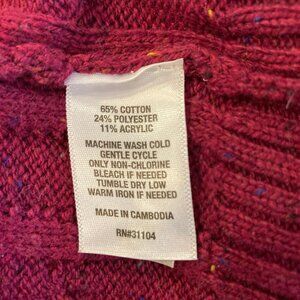 65% COTTON
24% POLYESTER
11% ACRYLIC
MACHINE WASH COLD
GENTLE CYCLE
ONLY NON-CHLORINE
BLEACH IF NEEDED
TUMBLE DRY LOW
WARM IRON IF NEEDED
MADE IN CAMBODIA
RN#31104